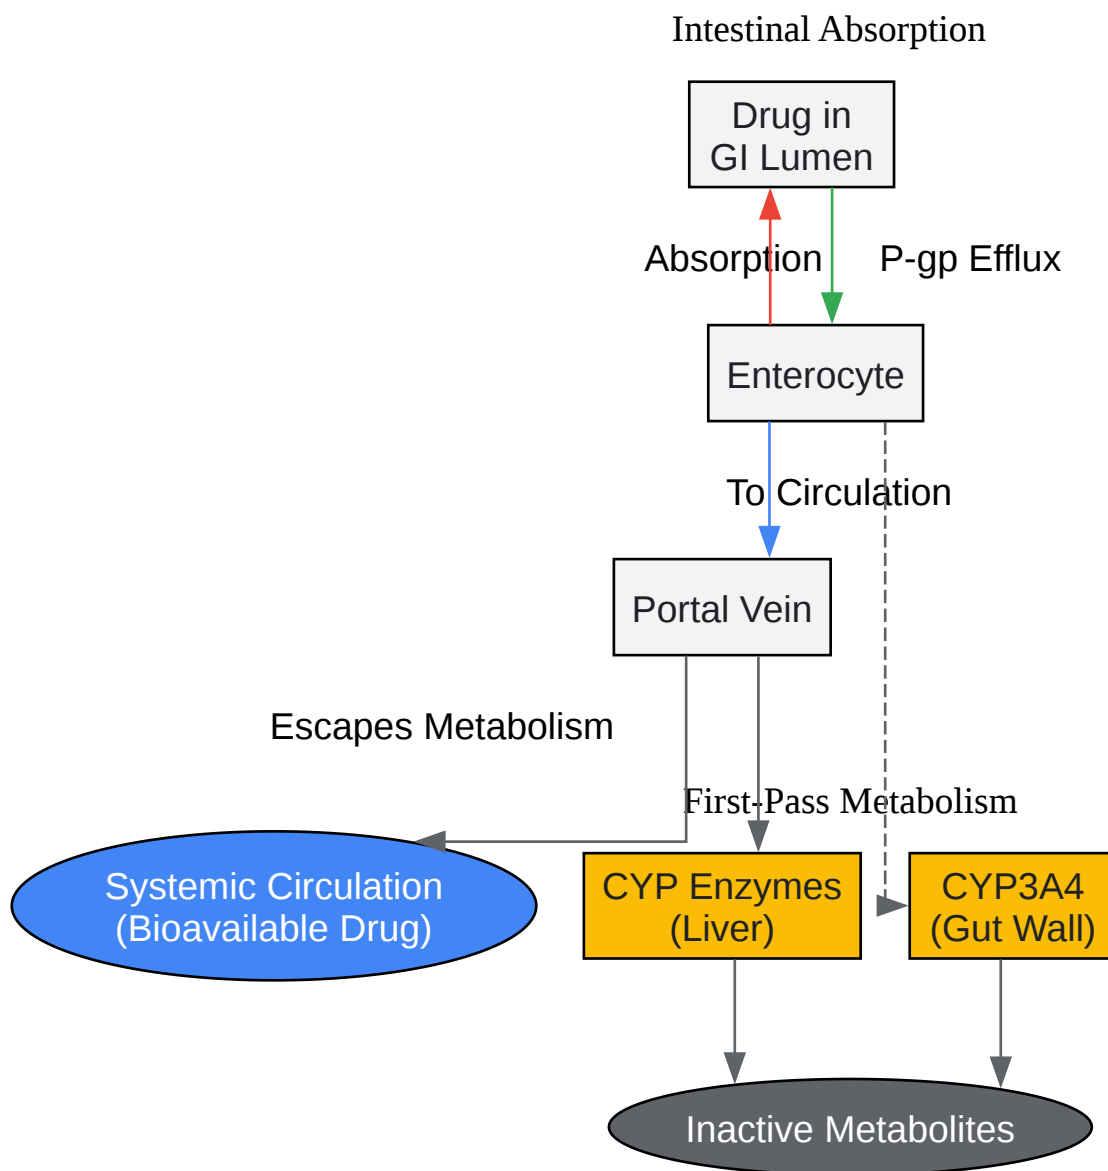 Intestinal Absorption
Drug in
GI Lumen
Absorption
P-gp Efflux
Enterocyte
To Circulation
Portal Vein
Escapes Metabolism
First-Pass Metabolism
Systemic Circulation
(Bioavailable Drug)
CYP Enzymes
(Liver)
CYP3A4
(Gut Wall)
Inactive Metabolites